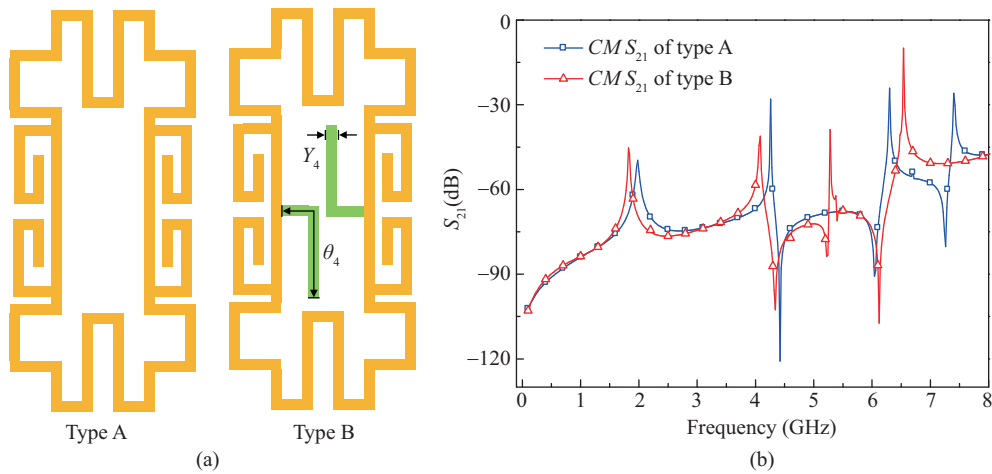 Y₄
θ₄
Type A
Type B
(a)
CM S₂₁ of type A
CM S₂₁ of type B
0
−30
−60
−90
−120
S₂₁(dB)
0 1 2 3 4 5 6 7 8
Frequency (GHz)
(b)